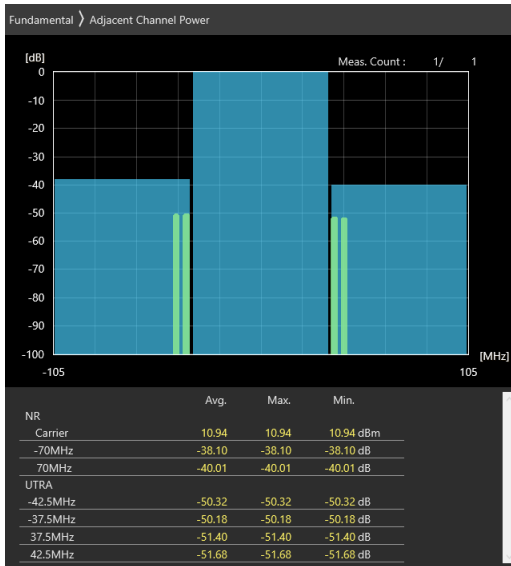 Fundamental 〉 Adjacent Channel Power
[dB]
Meas. Count : 1/ 1
0
-10
-20
-30
-40
-50
-60
-70
-80
-90
-100
[MHz]
-105 105
Avg. Max. Min.
NR
Carrier 10.94 10.94 10.94 dBm
-70MHz -38.10 -38.10 -38.10 dB
70MHz -40.01 -40.01 -40.01 dB
UTRA
-42.5MHz -50.32 -50.32 -50.32 dB
-37.5MHz -50.18 -50.18 -50.18 dB
37.5MHz -51.40 -51.40 -51.40 dB
42.5MHz -51.68 -51.68 -51.68 dB